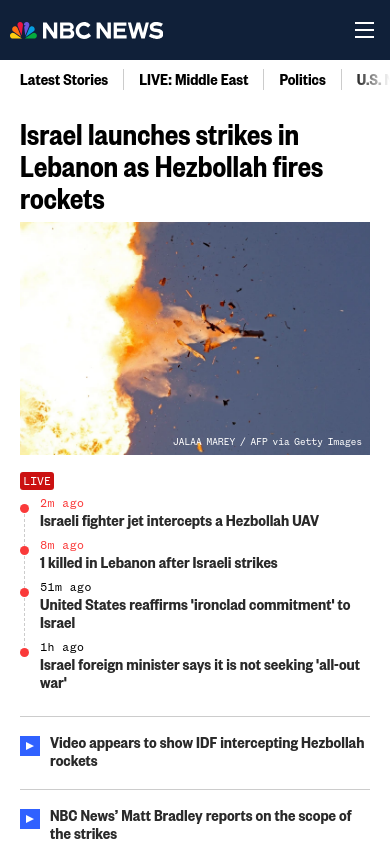 NBC NEWS
Latest Stories
LIVE: Middle East
Politics
U.S.
Israel launches strikes in
Lebanon as Hezbollah fires
rockets
JALAA MAREY / AFP via Getty Images
LIVE
2m ago
Israeli fighter jet intercepts a Hezbollah UAV
8m ago
1 killed in Lebanon after Israeli strikes
51m ago
United States reaffirms 'ironclad commitment' to
Israel
1h ago
Israel foreign minister says it is not seeking 'all-out
war'
Video appears to show IDF intercepting Hezbollah
rockets
NBC News’ Matt Bradley reports on the scope of
the strikes